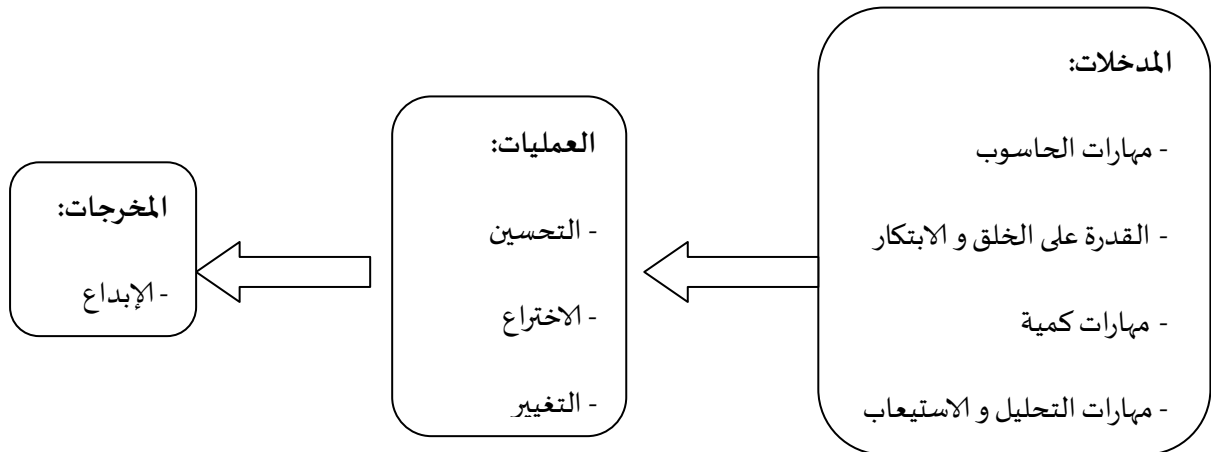 المدخلات:
- مهارات الحاسوب
- القدرة على الخلق و الابتكار
- مهارات كمية
- مهارات التحليل و الاستيعاب
العمليات:
- التحسين
- الاختراع
- التغيير
المخرجات:
- الإبداع